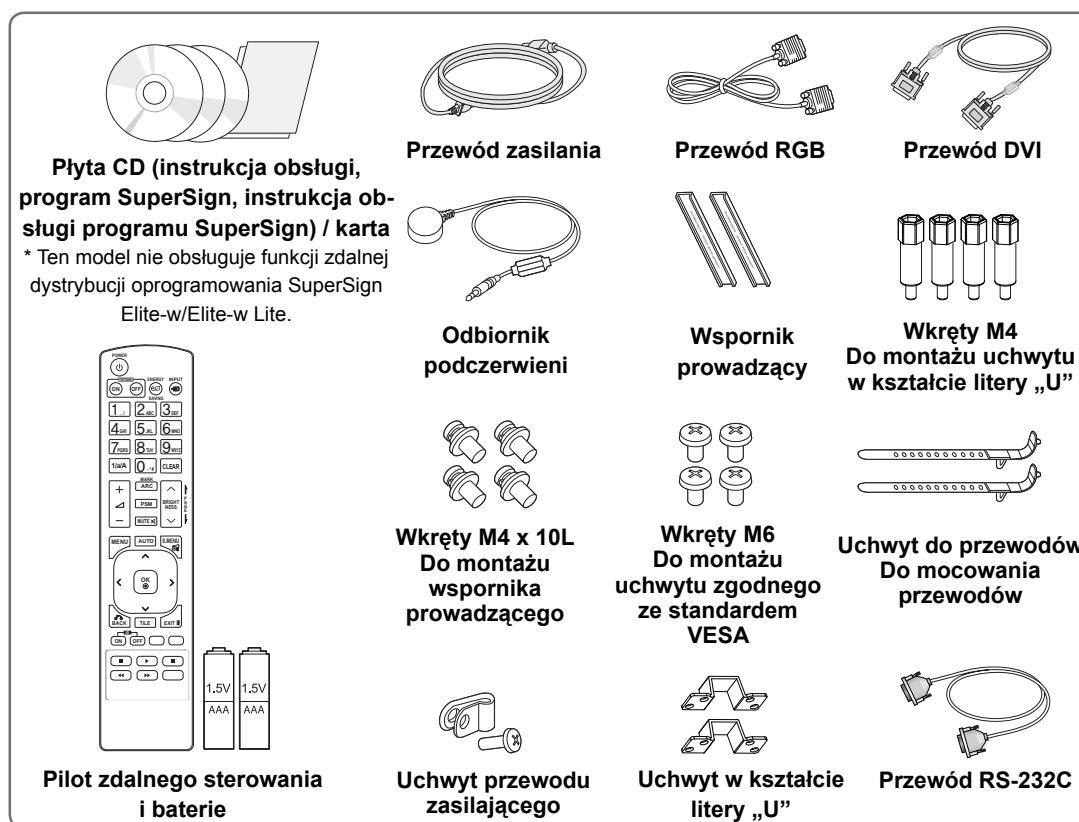 Płyta CD (instrukcja obsługi,
program SuperSign, instrukcja ob-
sługi programu SuperSign) / karta
* Ten model nie obsługuje funkcji zdalnej
dystrybucji oprogramowania SuperSign
Elite-w/Elite-w Lite.
Przewód zasilania
Przewód RGB
Przewód DVI
Odbiornik
podczerwieni
Wspornik
prowadzący
Wkręty M4
Do montażu uchwytu
w kształcie litery „U”
POWER
ENERGY
INPUT
ON
OFF
SAVING
1
2 ABC
3 DEF
4 GHI
5 JKL
6 MNO
7 PQRS
8 TUV
9 WXYZ
1/a/A
0
CLEAR
MARK
ARC
PSM
MUTE
BRIGHT
NESS
PAGE
MENU
AUTO
S.MENU
OK
BACK
TILE
EXIT
ON
OFF
1.5V
AAA
1.5V
AAA
Wkręty M4 x 10L
Do montażu
wspornika
prowadzącego
Wkręty M6
Do montażu
uchwytu zgodnego
ze standardem
VESA
Uchwyt do przewodów
Do mocowania
przewodów
Pilot zdalnego sterowania
i baterie
Uchwyt przewodu
zasilającego
Uchwyt w kształcie
litery „U”
Przewód RS-232C